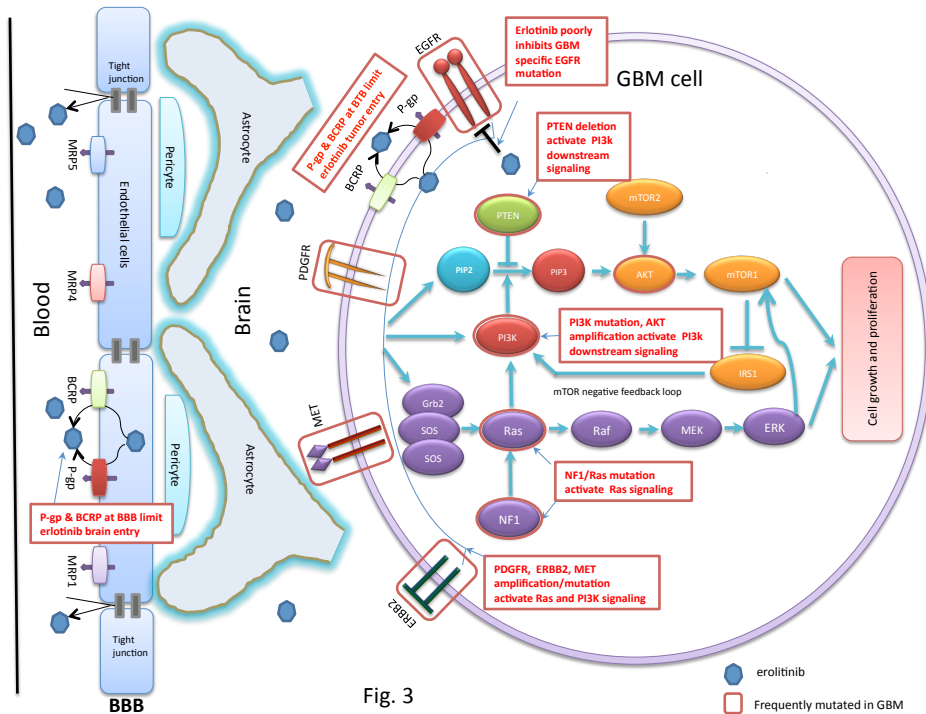 Blood
Tight
junction
MRP5
Endothelial cells
MRP4
BCRP
P-gp
P-gp & BCRP at BBB limit
erlotinib brain entry
MRP1
Tight
junction
BBB
Pericyte
Pericyte
Astrocyte
Astrocyte
Brain
P-gp & BCRP at BTB limit
erlotinib tumor entry
P-gp
BCRP
EGFR
Erlotinib poorly
inhibits GBM
specific EGFR
mutation
GBM cell
PTEN deletion
activate PI3k
downstream
signaling
PDGFR
MET
ERBB2
PTEN
mTOR2
PIP2
PIP3
AKT
mTOR1
PI3K
PI3K mutation, AKT
amplification activate PI3k
downstream signaling
IRS1
mTOR negative feedback loop
Grb2
SOS
SOS
Ras
Raf
MEK
ERK
NF1/Ras mutation
activate Ras signaling
NF1
PDGFR, ERBB2, MET
amplification/mutation
activate Ras and PI3K signaling
Cell growth and proliferation
erolitinib
Frequently mutated in GBM
Fig. 3